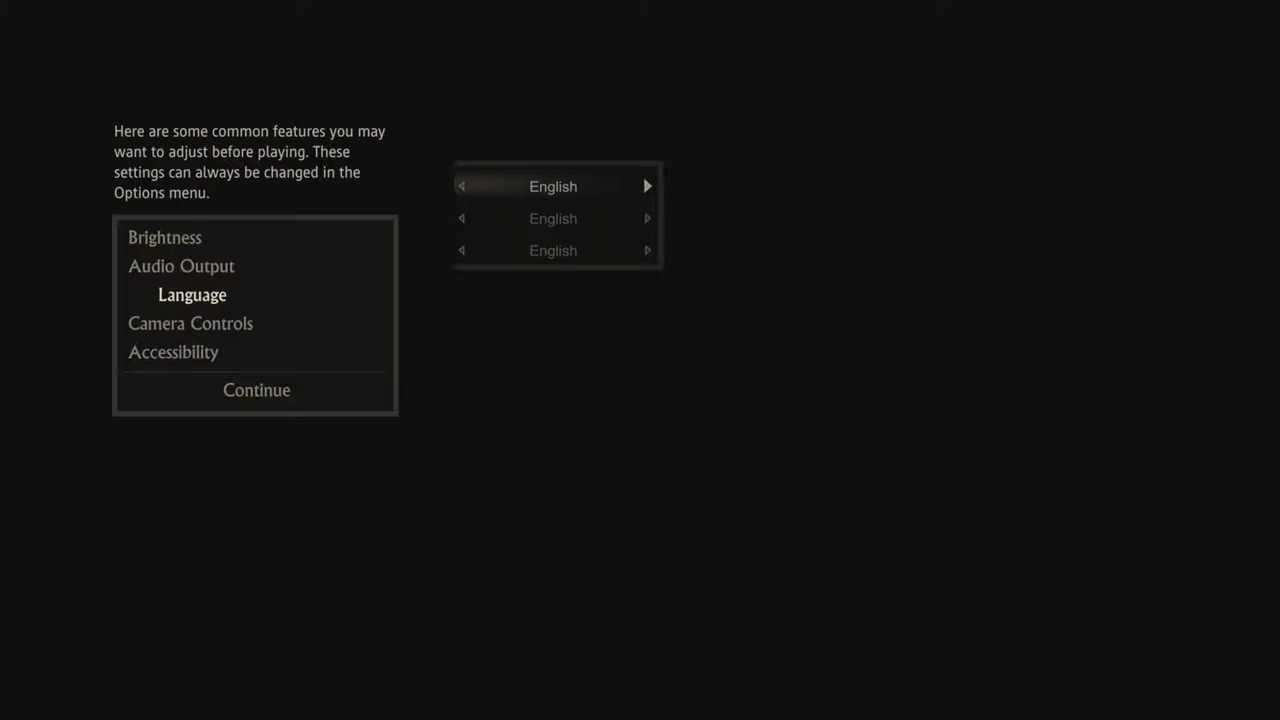 Here are some common features you may
want to adjust before playing. These
settings can always be changed in the
Options menu.
Brightness
Audio Output
Language
Camera Controls
Accessibility
Continue
English
English
English